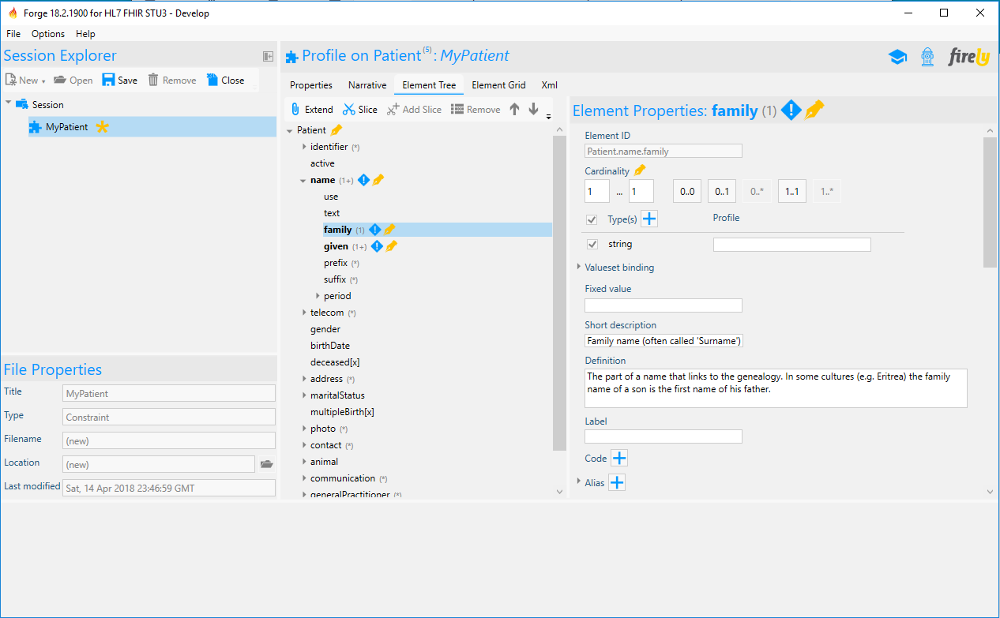 Forge 18.2.1900 for HL7 FHIR STU3 - Develop
File Options Help
Session Explorer
New Open Save Remove Close
Session
MyPatient
File Properties
Title MyPatient
Type Constraint
Filename (new)
Location (new)
Last modified Sat, 14 Apr 2018 23:46:59 GMT
Profile on Patient(5): MyPatient
firely
Properties Narrative Element Tree Element Grid Xml
Extend Slice Add Slice Remove
Patient
identifier (*)
active
name (1+)
use
text
family (1)
given (1+)
prefix (*)
suffix (*)
period
telecom (*)
gender
birthDate
deceased[x]
address (*)
maritalStatus
multipleBirth[x]
photo (*)
contact (*)
animal
communication (*)
generalPractitioner (*)
Element Properties: family (1)
Element ID
Patient.name.family
Cardinality
1 ... 1 0..0 0..1 0..* 1..1 1..*
Type(s) Profile
string
Valueset binding
Fixed value
Short description
Family name (often called 'Surname')
Definition
The part of a name that links to the genealogy. In some cultures (e.g. Eritrea) the family
name of a son is the first name of his father.
Label
Code
Alias